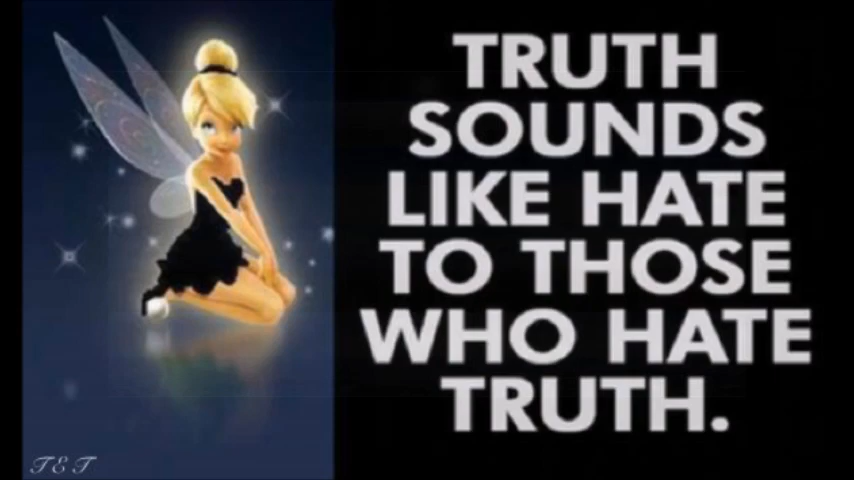 TRUTH
SOUNDS
LIKE HATE
TO THOSE
WHO HATE
TRUTH.
T&T